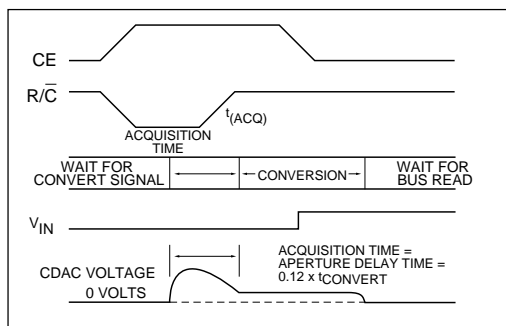 CE
R/C̅
t(ACQ)
ACQUISITION
TIME
WAIT FOR
CONVERT SIGNAL
CONVERSION
WAIT FOR
BUS READ
VIN
CDAC VOLTAGE
0 VOLTS
ACQUISITION TIME =
APERTURE DELAY TIME =
0.12 x tCONVERT